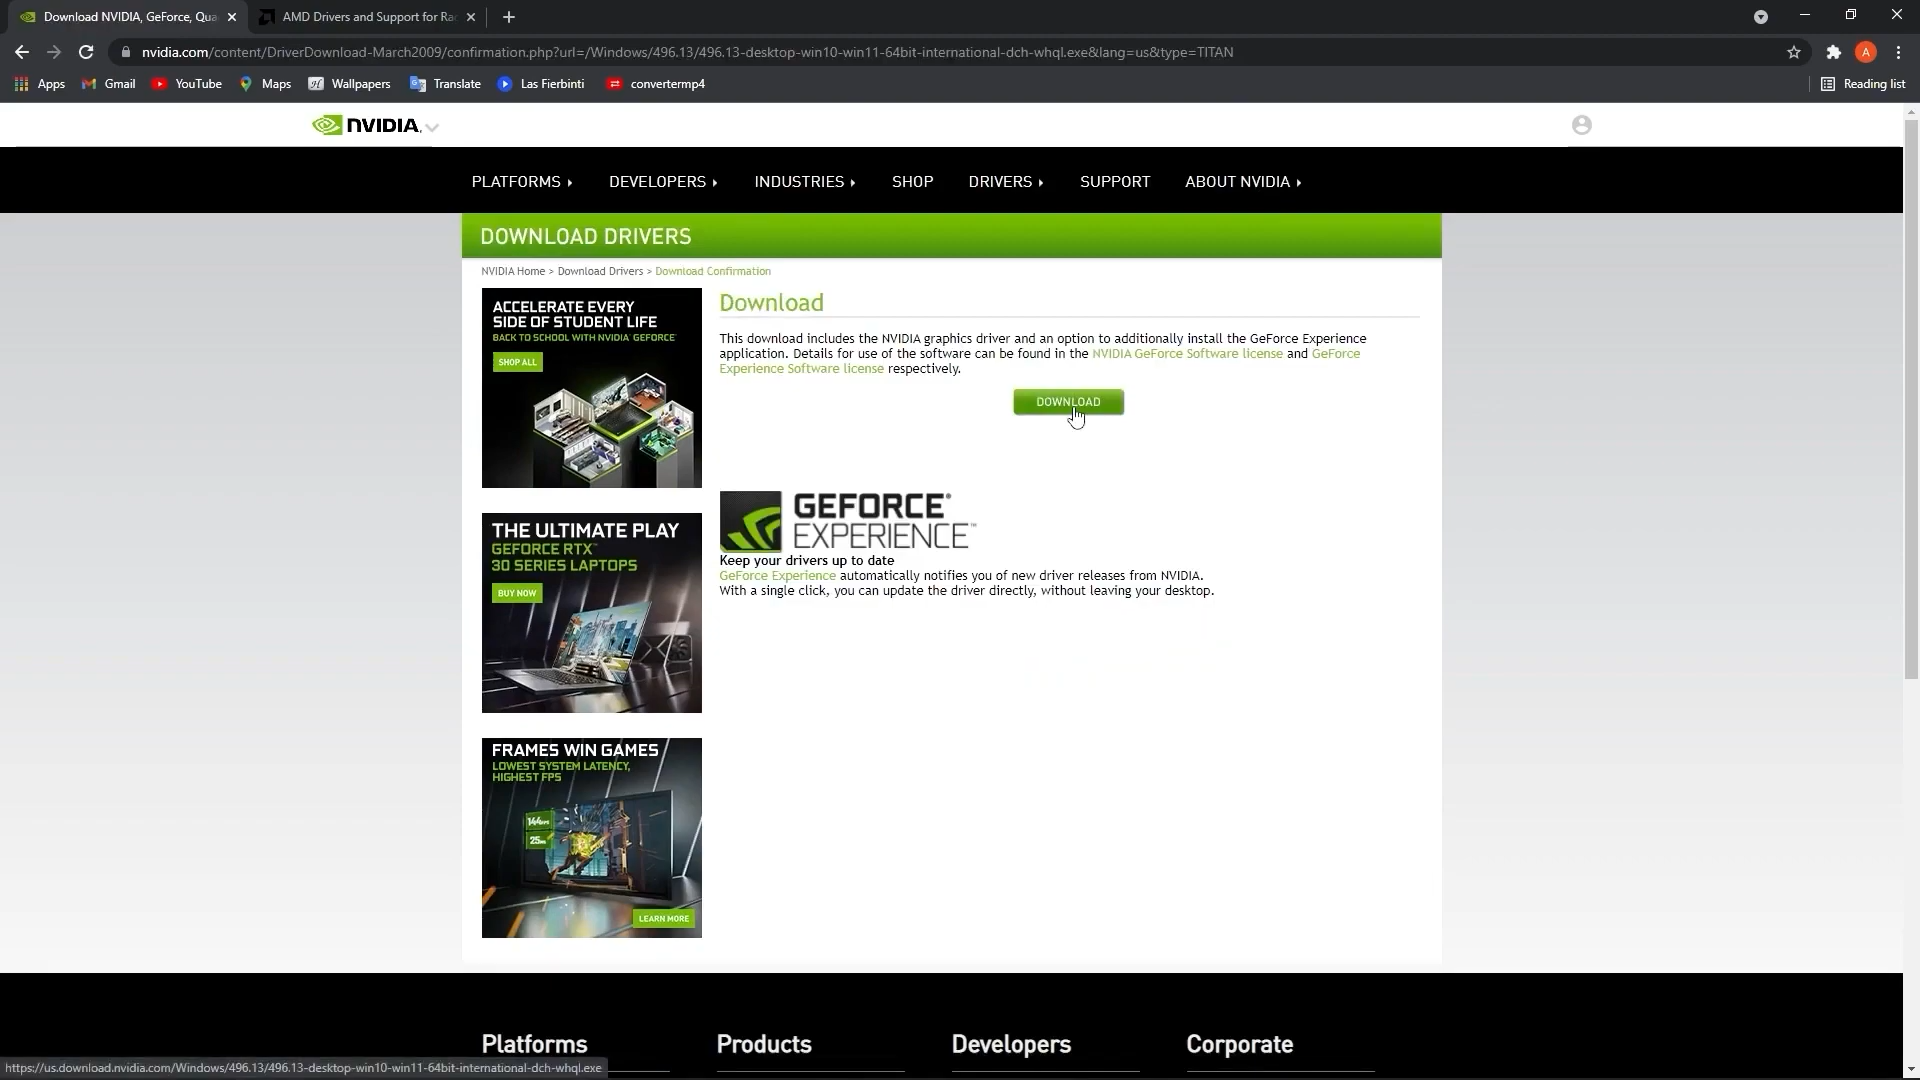 Download NVIDIA, GeForce, Qua
AMD Drivers and Support for Ra
nvidia.com/content/DriverDownload-March2009/confirmation.php?url=/Windows/496.13/496.13-desktop-win10-win11-64bit-international-dch-whql.exe&lang=us&type=TITAN
A
Apps
Gmail
YouTube
Maps
Wallpapers
Translate
Las Fierbinti
convertermp4
Reading list
NVIDIA.
PLATFORMS
DEVELOPERS
INDUSTRIES
SHOP
DRIVERS
SUPPORT
ABOUT NVIDIA
DOWNLOAD DRIVERS
NVIDIA Home > Download Drivers > Download Confirmation
ACCELERATE EVERY
SIDE OF STUDENT LIFE
BACK TO SCHOOL WITH NVIDIA GEFORCE
SHOP ALL
Download
This download includes the NVIDIA graphics driver and an option to additionally install the GeForce Experience
application. Details for use of the software can be found in the NVIDIA GeForce Software license and GeForce
Experience Software license respectively.
DOWNLOAD
THE ULTIMATE PLAY
GEFORCE RTX™
30 SERIES LAPTOPS
BUY NOW
GEFORCE®
EXPERIENCE™
Keep your drivers up to date
GeForce Experience automatically notifies you of new driver releases from NVIDIA.
With a single click, you can update the driver directly, without leaving your desktop.
FRAMES WIN GAMES
LOWEST SYSTEM LATENCY,
HIGHEST FPS
LEARN MORE
Platforms
Products
Developers
Corporate
https://us.download.nvidia.com/Windows/496.13/496.13-desktop-win10-win11-64bit-international-dch-whql.exe